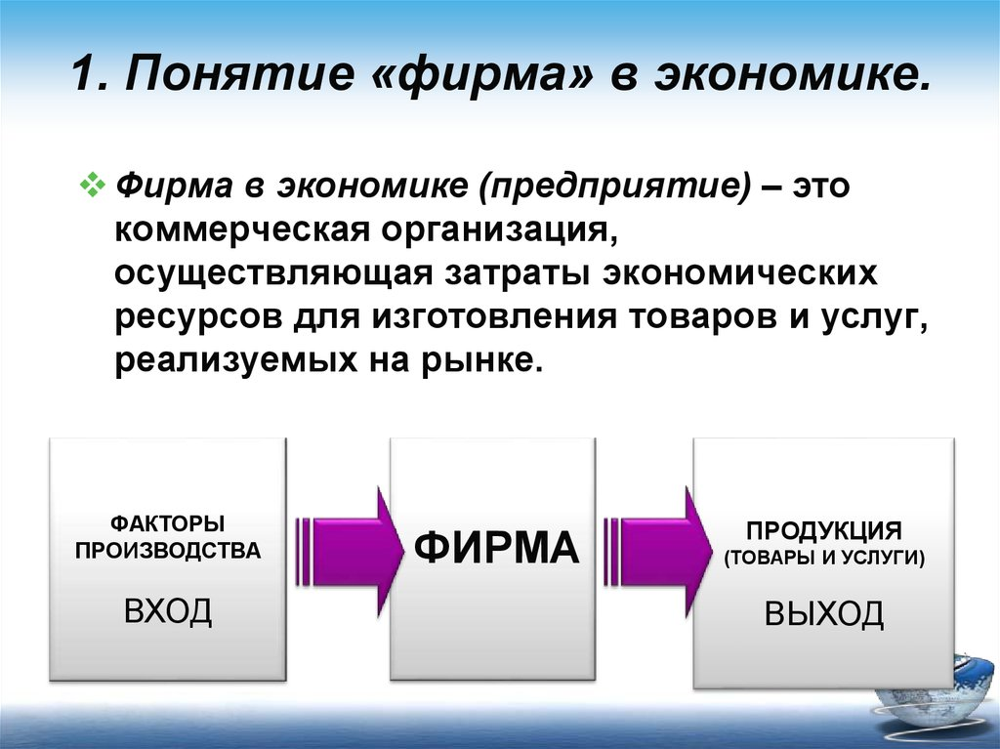 1. Понятие «фирма» в экономике.
Фирма в экономике (предприятие) – это
коммерческая организация,
осуществляющая затраты экономических
ресурсов для изготовления товаров и услуг,
реализуемых на рынке.
ФАКТОРЫ
ПРОИЗВОДСТВА
ВХОД
ФИРМА
ПРОДУКЦИЯ
(ТОВАРЫ И УСЛУГИ)
ВЫХОД